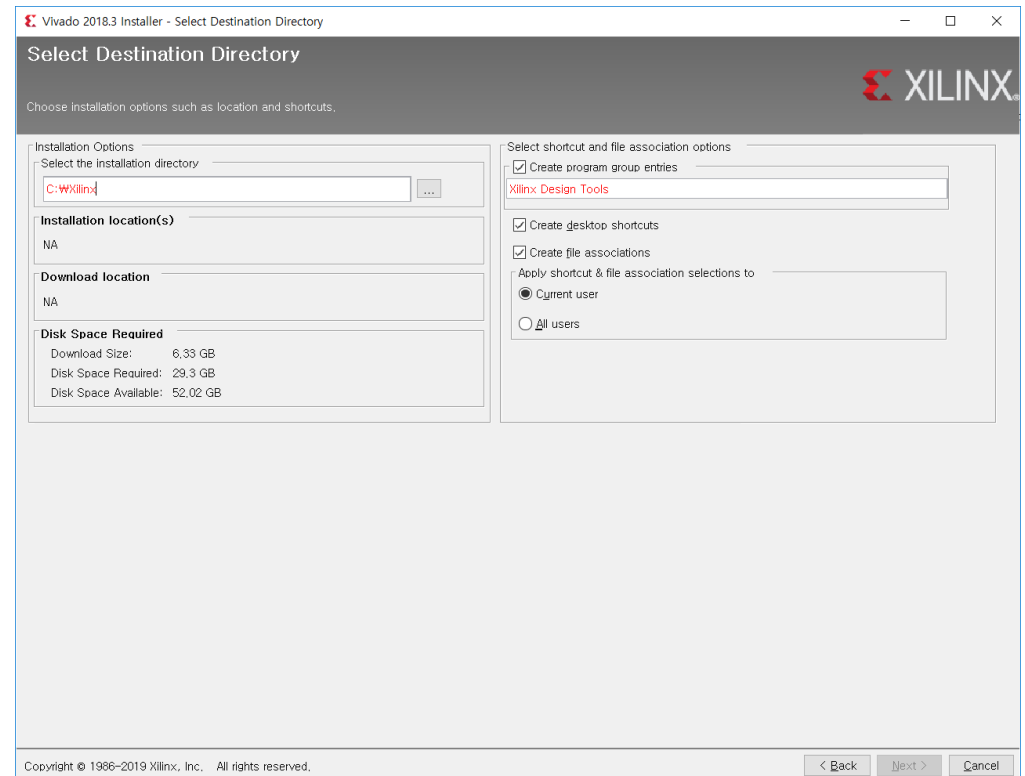 Vivado 2018.3 Installer - Select Destination Directory
Select Destination Directory
XILINX.
Choose installation options such as location and shortcuts.
Installation Options
Select the installation directory
C:₩Xilinx
...
Installation location(s)
NA
Download location
NA
Disk Space Required
Download Size: 6,33 GB
Disk Space Required: 29,3 GB
Disk Space Available: 52,02 GB
Select shortcut and file association options
Create program group entries
Xilinx Design Tools
Create desktop shortcuts
Create file associations
Apply shortcut & file association selections to
Current user
All users
Copyright © 1986-2019 Xilinx, Inc. All rights reserved.
< Back
Next >
Cancel